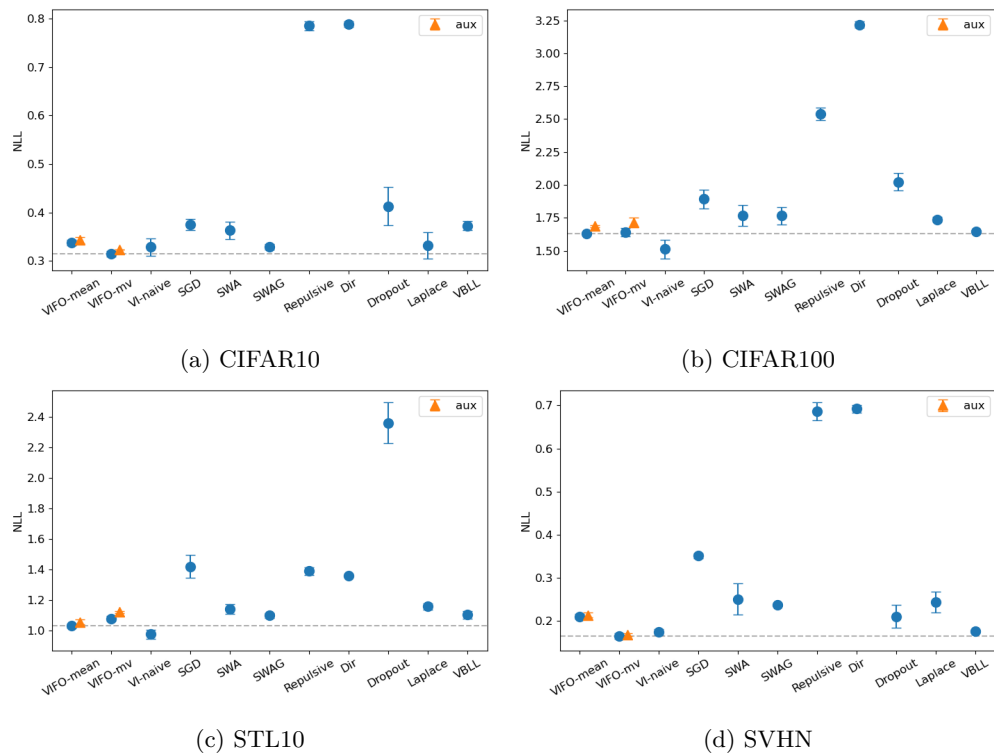 0.8
0.7
0.6
0.5
0.4
0.3
NLL
aux
VIFO-mean
VIFO-mv
VI-naive
SGD
SWA
SWAG
Repulsive
Dir
Dropout
Laplace
VBLL
(a) CIFAR10
3.25
3.00
2.75
2.50
2.25
2.00
1.75
1.50
NLL
aux
VIFO-mean
VIFO-mv
VI-naive
SGD
SWA
SWAG
Repulsive
Dir
Dropout
Laplace
VBLL
(b) CIFAR100
2.4
2.2
2.0
1.8
1.6
1.4
1.2
1.0
NLL
aux
VIFO-mean
VIFO-mv
VI-naive
SGD
SWA
SWAG
Repulsive
Dir
Dropout
Laplace
VBLL
(c) STL10
0.7
0.6
0.5
0.4
0.3
0.2
NLL
aux
VIFO-mean
VIFO-mv
VI-naive
SGD
SWA
SWAG
Repulsive
Dir
Dropout
Laplace
VBLL
(d) SVHN